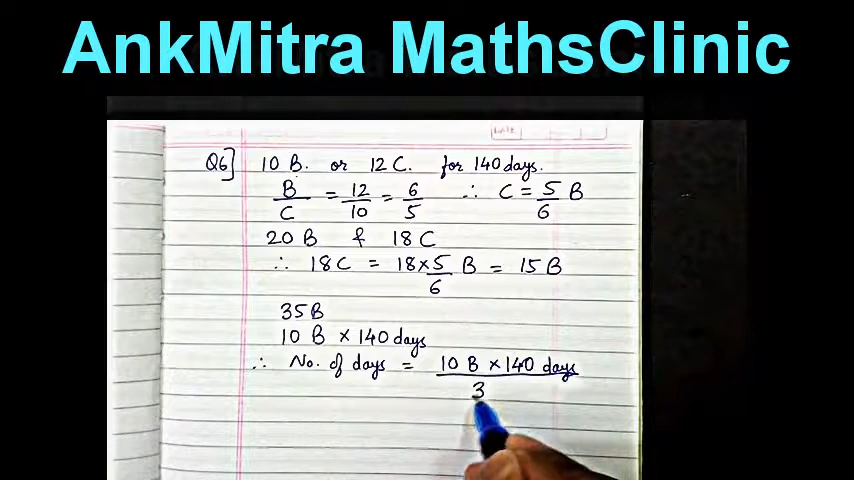 AnkMitra MathsClinic
DATE
Q6] 10 B. or 12 C. for 140 days.
B/C = 12/10 = 6/5 ∴ C = 5/6 B
20 B & 18 C
∴ 18 C = 18×5/6 B = 15 B
35 B
10 B × 140 days
∴ No. of days = 10 B × 140 days / 3